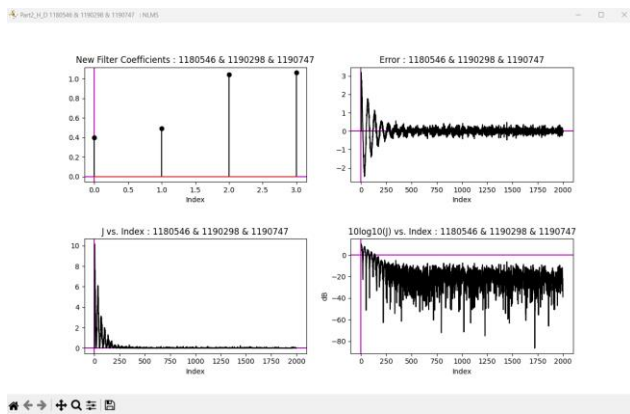 Part2_H_D 1180546 & 1190298 & 1190747 : NLMS
New Filter Coefficients : 1180546 & 1190298 & 1190747
1.0
0.8
0.6
0.4
0.2
0.0
0.0 0.5 1.0 1.5 2.0 2.5 3.0
Index
Error : 1180546 & 1190298 & 1190747
3
2
1
0
−1
−2
0 250 500 750 1000 1250 1500 1750 2000
Index
J vs. Index : 1180546 & 1190298 & 1190747
10
8
6
4
2
0
0 250 500 750 1000 1250 1500 1750 2000
Index
10log10(J) vs. Index : 1180546 & 1190298 & 1190747
dB
0
−20
−40
−60
−80
0 250 500 750 1000 1250 1500 1750 2000
Index